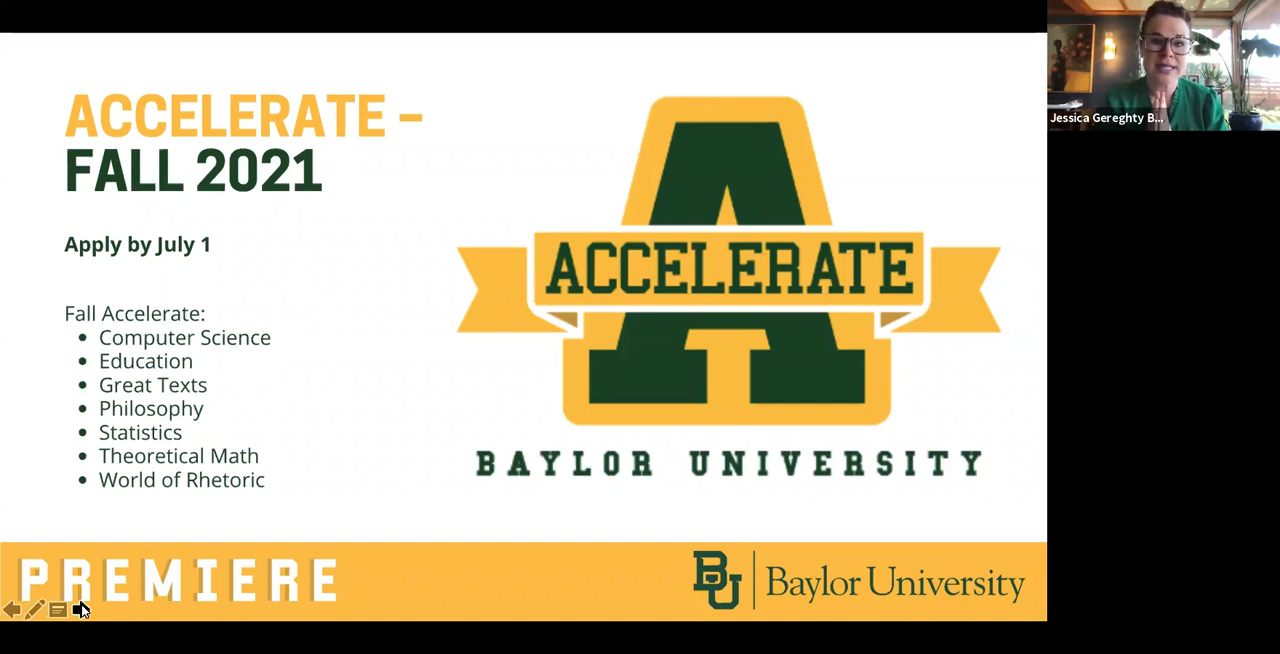 ACCELERATE –
FALL 2021
Apply by July 1
Fall Accelerate:
• Computer Science
• Education
• Great Texts
• Philosophy
• Statistics
• Theoretical Math
• World of Rhetoric
A
ACCELERATE
BAYLOR UNIVERSITY
PREMIERE
BU
Baylor University
Jessica Gereghty B...